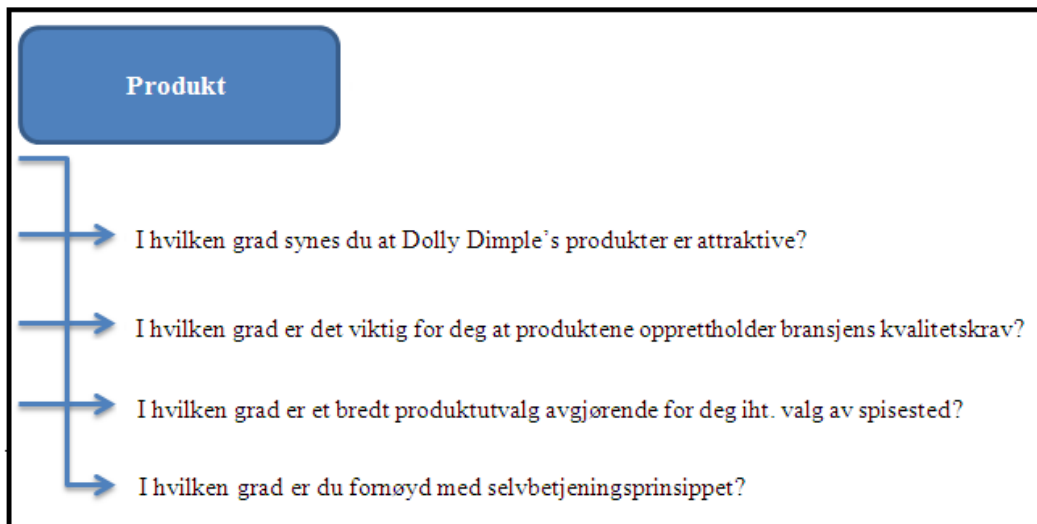 Produkt
I hvilken grad synes du at Dolly Dimple’s produkter er attraktive?
I hvilken grad er det viktig for deg at produktene opprettholder bransjens kvalitetskrav?
I hvilken grad er et bredt produktutvalg avgjørende for deg iht. valg av spisested?
I hvilken grad er du fornøyd med selvbetjeningsprinsippet?